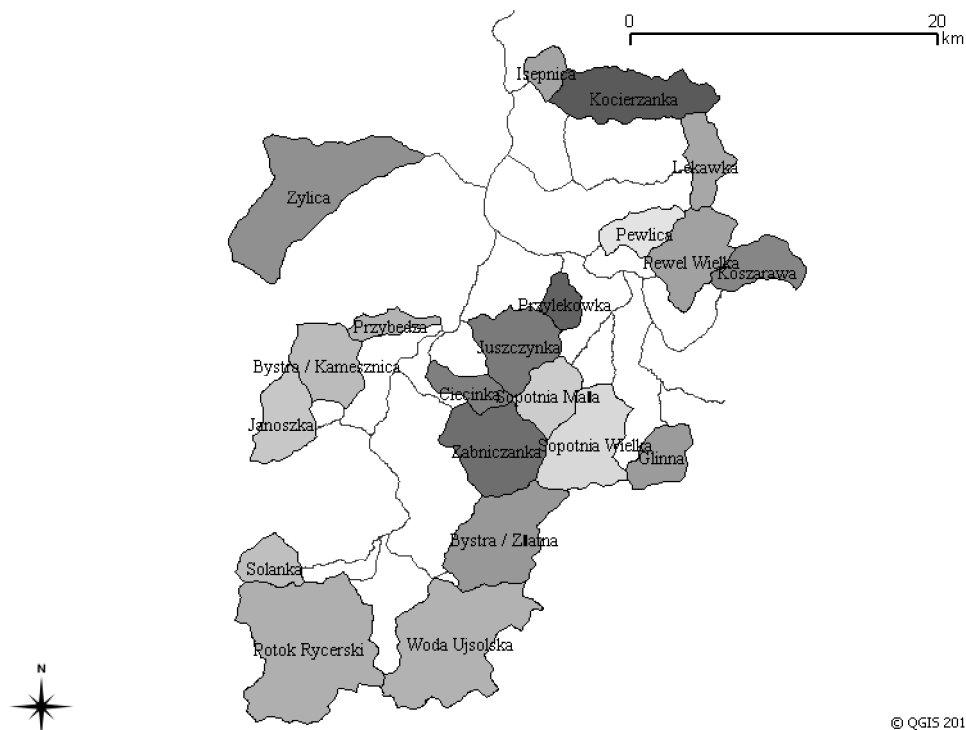 0 20
km
Isepnica
Kocierzanka
Lekawka
Zylica
Pewlica
Pewel Wielka
Koszarawa
Przylekowka
Przybedza
Juszczynka
Bystra / Kamesznica
Ciecinka
Sopotnia Mala
Janoszka
Sopotnia Wielka
Zabniczanka
Glinna
Bystra / Zlatna
Solanka
Woda Ujsolska
Potok Rycerski
N
© QGIS 201